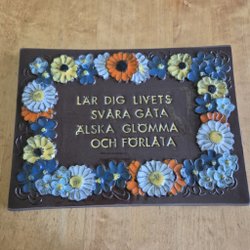 LÄR DIG LIVETS
SVÅRA GÅTA
ÄLSKA GLÖMMA
OCH FÖRLÅTA